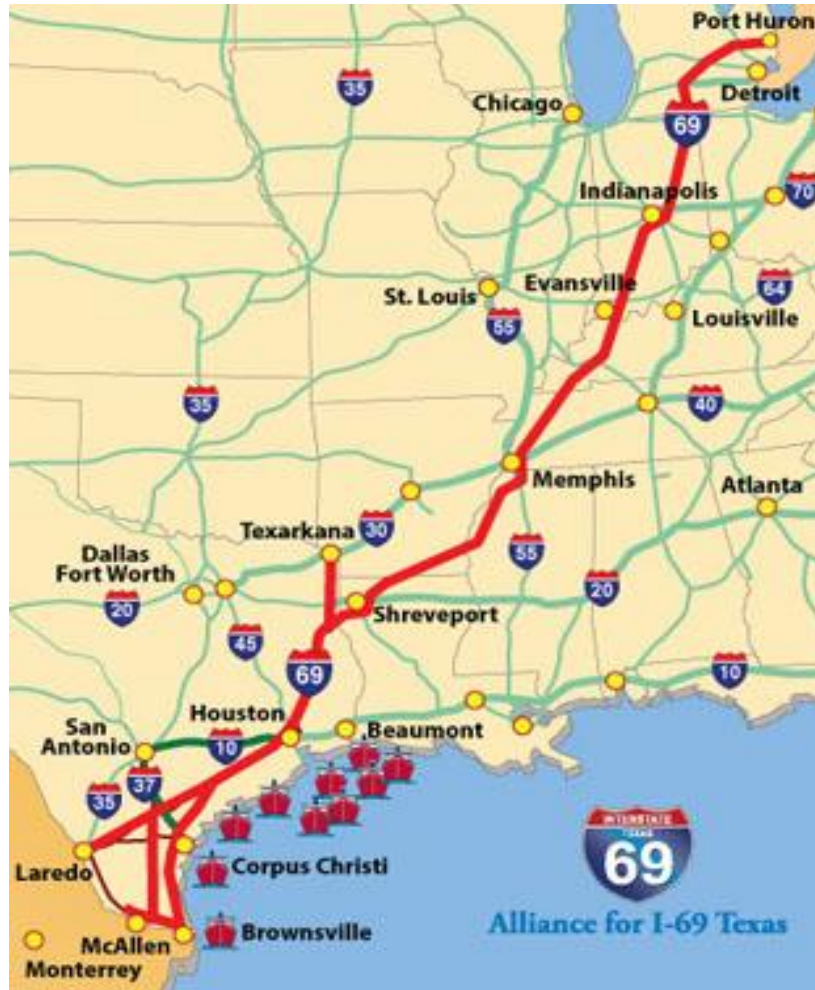 Port Huron
Detroit
Chicago
35
69
Indianapolis
70
Evansville
St. Louis
64
Louisville
55
35
40
Memphis
Atlanta
Texarkana
30
Dallas
Fort Worth
55
20
20
Shreveport
45
69
10
Houston
San
Antonio
10
Beaumont
37
35
INTERSTATE
TEXAS
69
Laredo
Corpus Christi
Alliance for I-69 Texas
Brownsville
McAllen
Monterrey